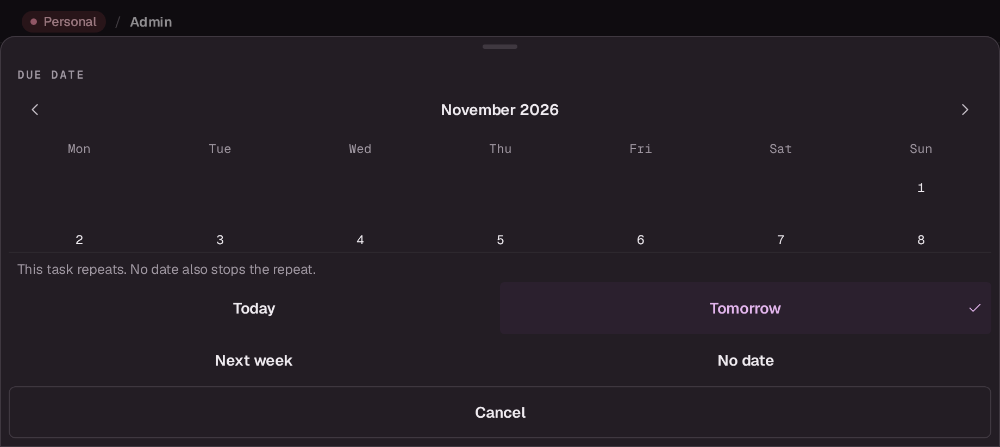 Personal / Admin
DUE DATE
November 2026
Mon Tue Wed Thu Fri Sat Sun
1
2 3 4 5 6 7 8
This task repeats. No date also stops the repeat.
Today Tomorrow
Next week No date
Cancel